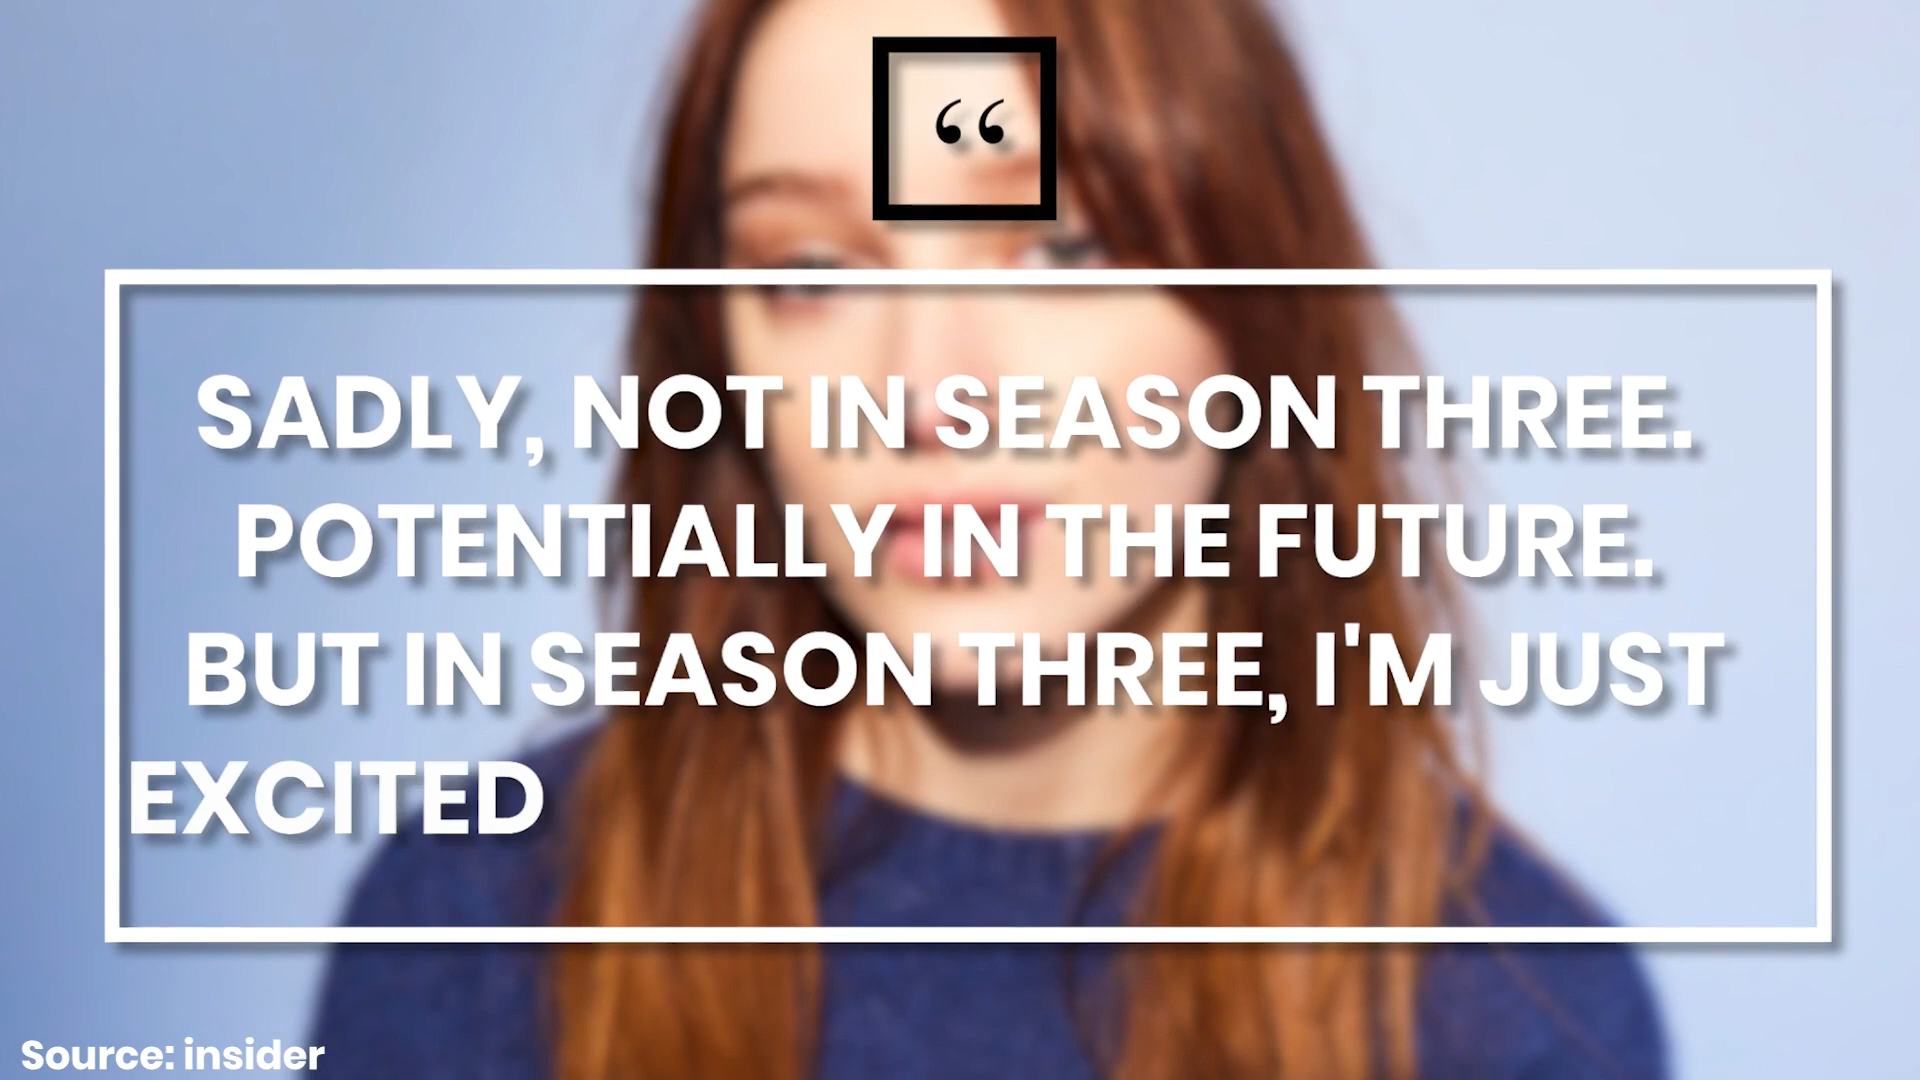 “
SADLY, NOT IN SEASON THREE.
POTENTIALLY IN THE FUTURE.
BUT IN SEASON THREE, I'M JUST
EXCITED
Source: insider